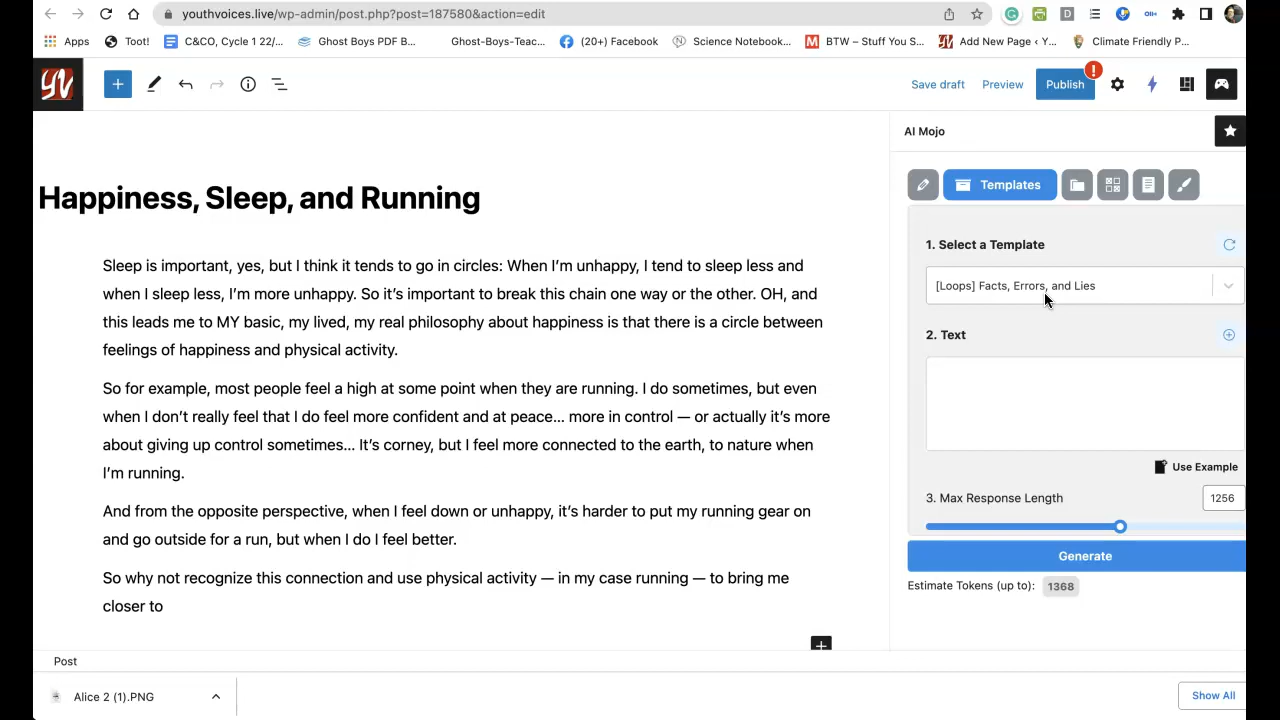 youthvoices.live/wp-admin/post.php?post=187580&action=edit
Apps Toot! C&CO, Cycle 1 22/... Ghost Boys PDF B... Ghost-Boys-Teac... (20+) Facebook Science Notebook... BTW – Stuff You S... Add New Page ‹ Y... Climate Friendly P...
YV
Save draft Preview Publish !
AI Mojo
Happiness, Sleep, and Running
Sleep is important, yes, but I think it tends to go in circles: When I'm unhappy, I tend to sleep less and
when I sleep less, I'm more unhappy. So it's important to break this chain one way or the other. OH, and
this leads me to MY basic, my lived, my real philosophy about happiness is that there is a circle between
feelings of happiness and physical activity.
So for example, most people feel a high at some point when they are running. I do sometimes, but even
when I don't really feel that I do feel more confident and at peace... more in control — or actually it's more
about giving up control sometimes... It's corney, but I feel more connected to the earth, to nature when
I'm running.
And from the opposite perspective, when I feel down or unhappy, it's harder to put my running gear on
and go outside for a run, but when I do I feel better.
So why not recognize this connection and use physical activity — in my case running — to bring me
closer to
Templates
1. Select a Template
[Loops] Facts, Errors, and Lies
2. Text
Use Example
3. Max Response Length 1256
Generate
Estimate Tokens (up to): 1368
Post
Alice 2 (1).PNG
Show All